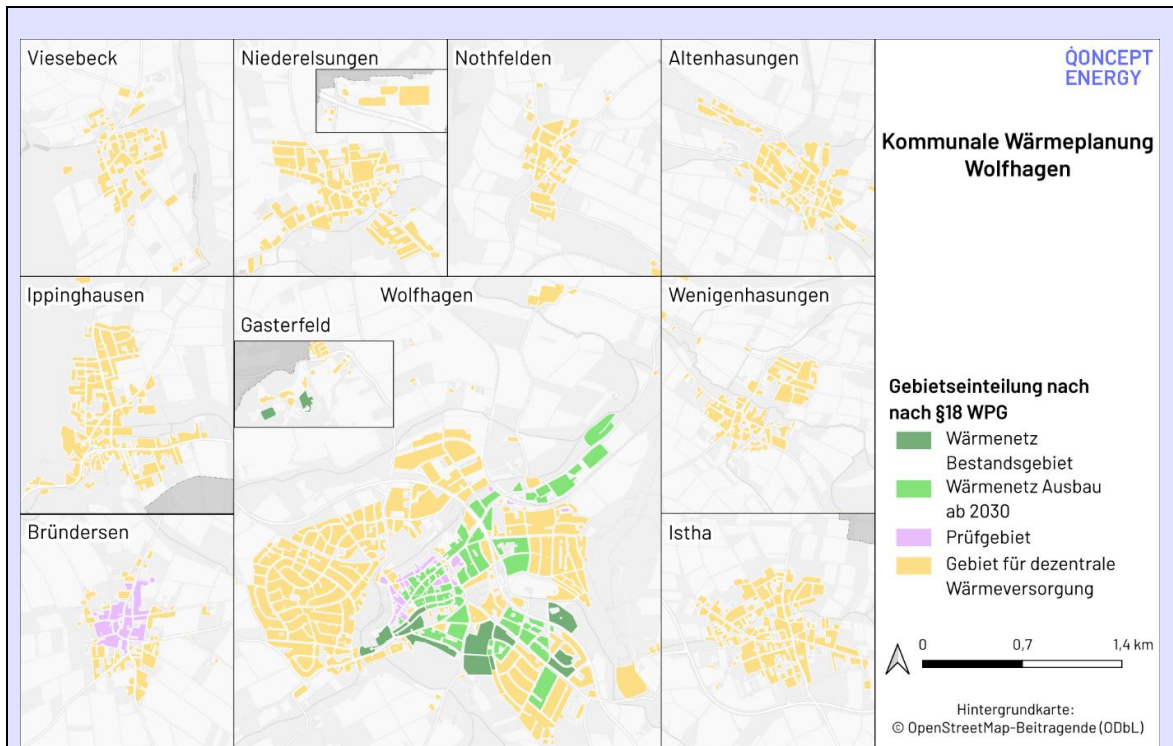 Viesebeck
Niederelsungen
Nothfelden
Altenhasungen
QONCEPT
ENERGY
Kommunale Wärmeplanung
Wolfhagen
Ippinghausen
Wolfhagen
Wenigenhasungen
Gasterfeld
Gebietseinteilung nach
nach §18 WPG
Wärmenetz
Bestandsgebiet
Wärmenetz Ausbau
ab 2030
Prüfgebiet
Gebiet für dezentrale
Wärmeversorgung
Bründersen
Istha
0 0,7 1,4 km
Hintergrundkarte:
© OpenStreetMap-Beitragende (ODbL)